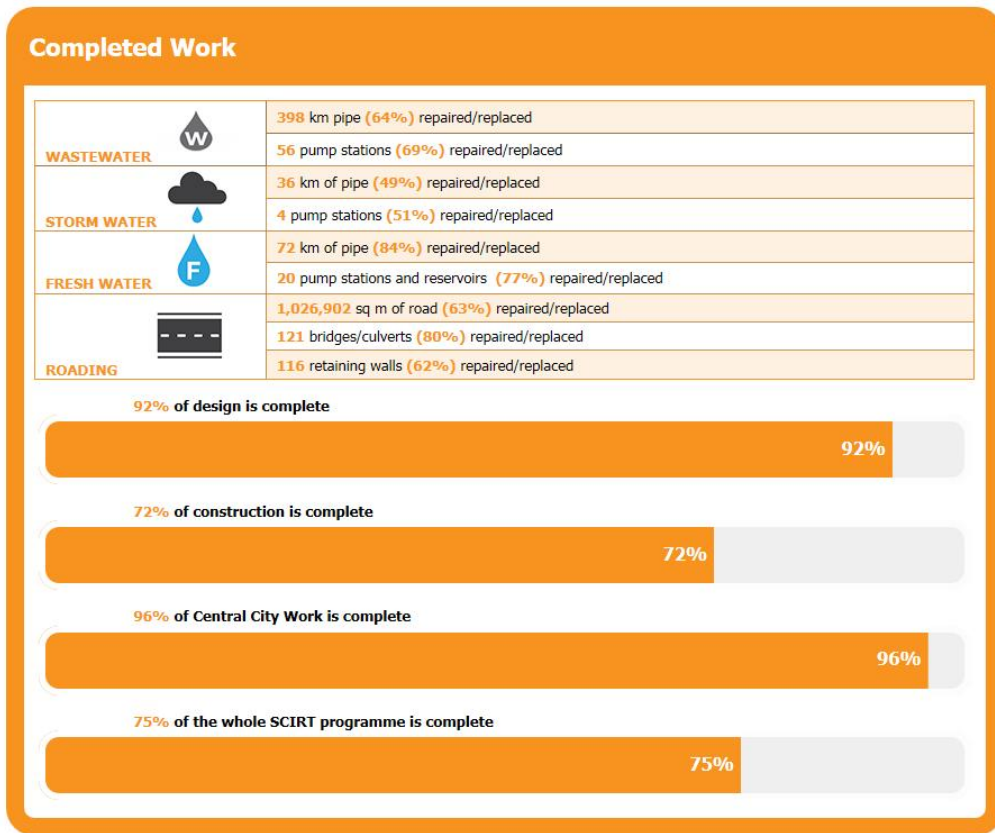 Completed Work
W
WASTEWATER
398 km pipe (64%) repaired/replaced
56 pump stations (69%) repaired/replaced
STORM WATER
36 km of pipe (49%) repaired/replaced
4 pump stations (51%) repaired/replaced
F
FRESH WATER
72 km of pipe (84%) repaired/replaced
20 pump stations and reservoirs (77%) repaired/replaced
ROADING
1,026,902 sq m of road (63%) repaired/replaced
121 bridges/culverts (80%) repaired/replaced
116 retaining walls (62%) repaired/replaced
92% of design is complete
92%
72% of construction is complete
72%
96% of Central City Work is complete
96%
75% of the whole SCIRT programme is complete
75%